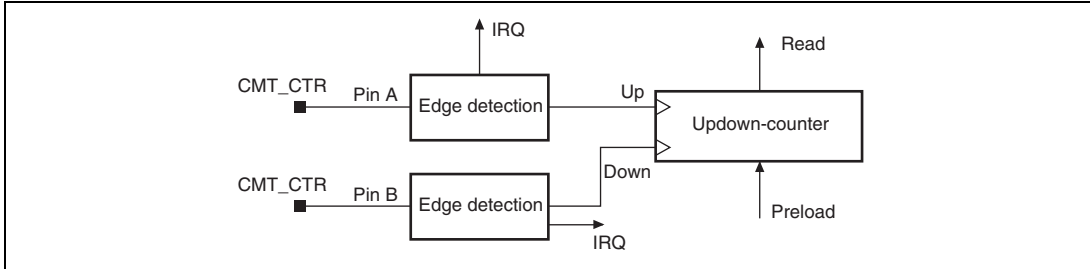 IRQ
Read
CMT_CTR
Pin A
Edge detection
Up
Updown-counter
CMT_CTR
Pin B
Edge detection
Down
Preload
IRQ